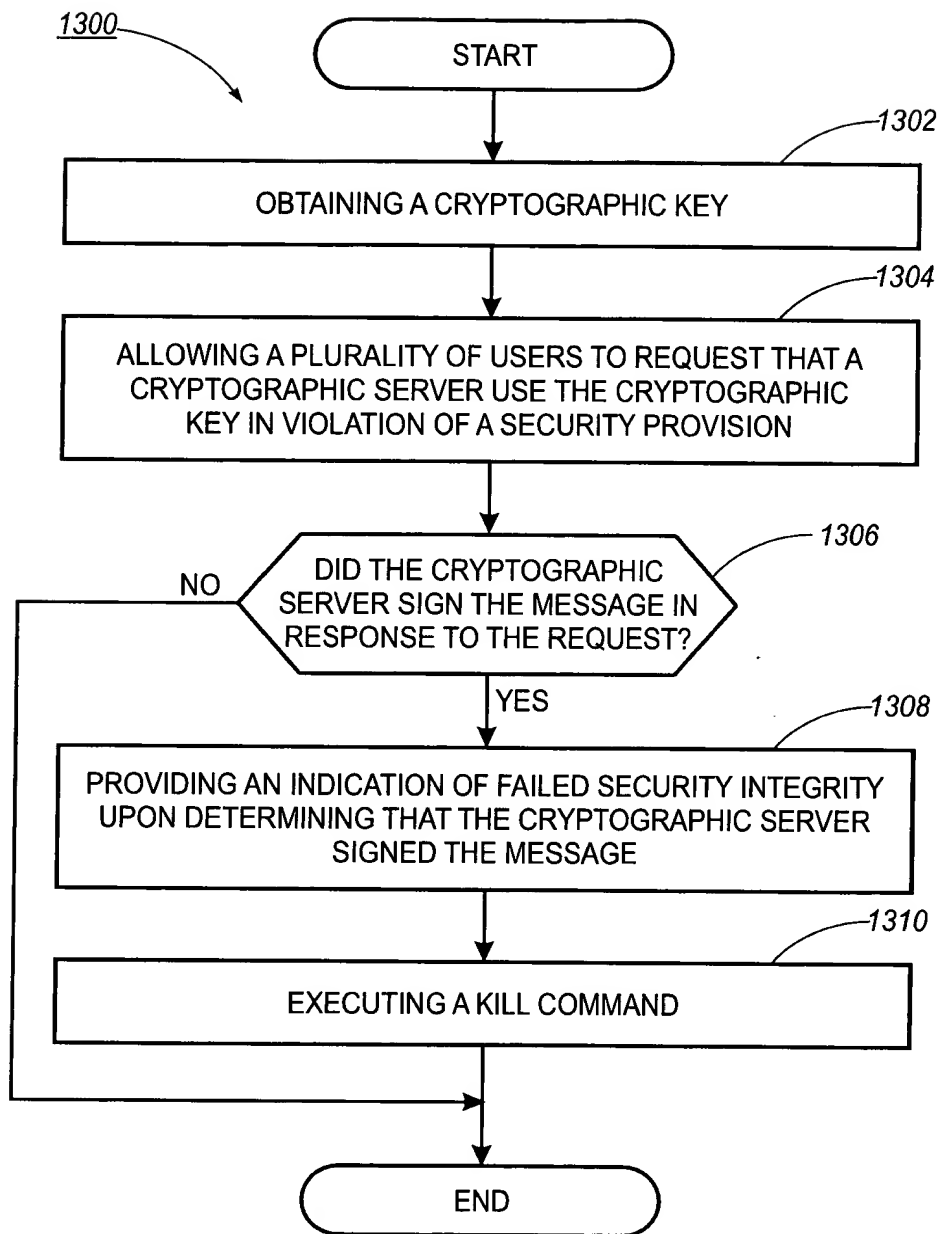 1300
START
1302
OBTAINING A CRYPTOGRAPHIC KEY
1304
ALLOWING A PLURALITY OF USERS TO REQUEST THAT A
CRYPTOGRAPHIC SERVER USE THE CRYPTOGRAPHIC
KEY IN VIOLATION OF A SECURITY PROVISION
1306
NO
DID THE CRYPTOGRAPHIC
SERVER SIGN THE MESSAGE IN
RESPONSE TO THE REQUEST?
YES
1308
PROVIDING AN INDICATION OF FAILED SECURITY INTEGRITY
UPON DETERMINING THAT THE CRYPTOGRAPHIC SERVER
SIGNED THE MESSAGE
1310
EXECUTING A KILL COMMAND
END